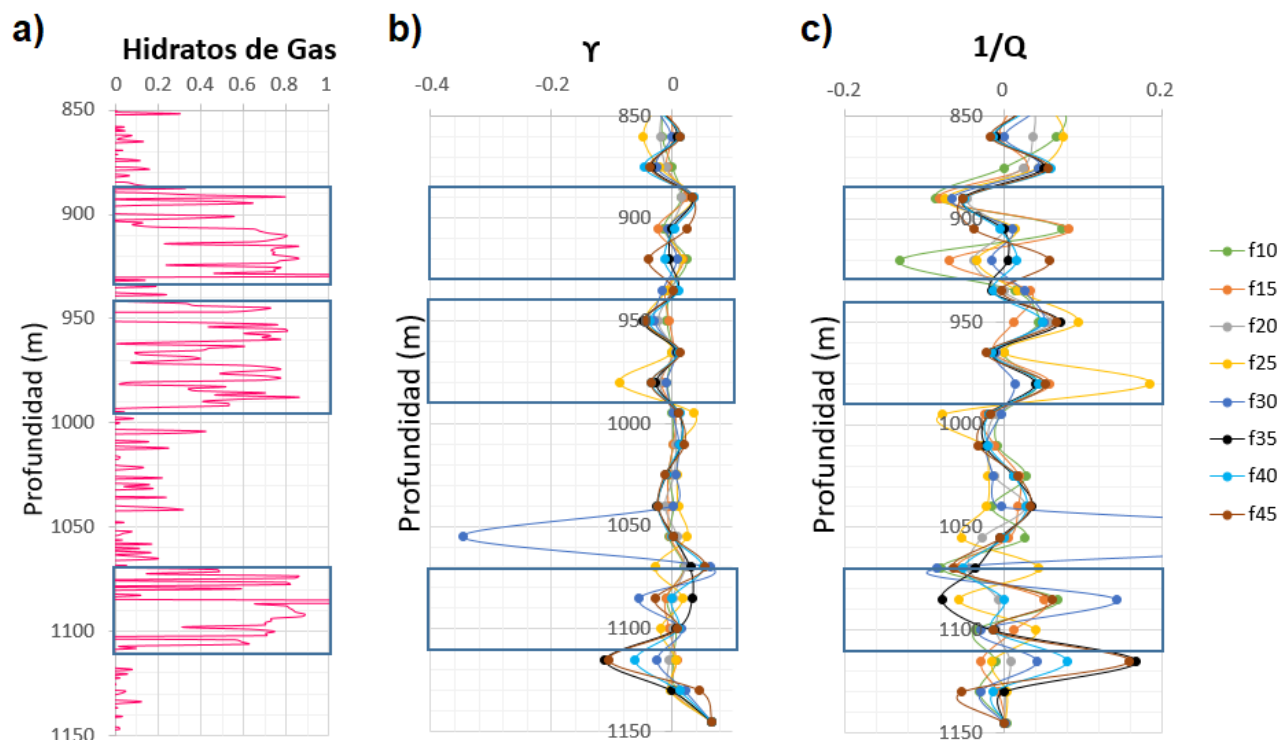 a)
Hidratos de Gas
0 0.2 0.4 0.6 0.8 1
850
900
950
1000
1050
1100
1150
Profundidad (m)
b)
ϒ
-0.4 -0.2 0
850
900
950
1000
1050
1100
1150
Profundidad (m)
c)
1/Q
-0.2 0 0.2
850
900
950
1000
1050
1100
1150
Profundidad (m)
f10
f15
f20
f25
f30
f35
f40
f45